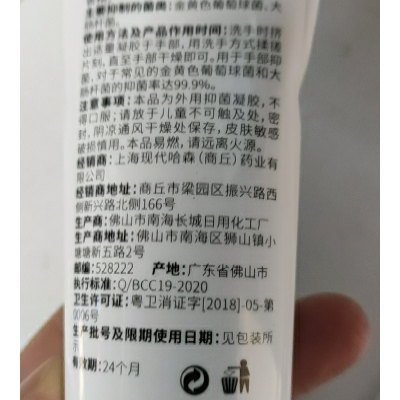 主要抑制的菌类：金黄色葡萄球菌、大
肠杆菌
使用方法及产品作用时间：洗手时挤
出适量凝胶于手部，用洗手方式揉搓
片刻，直至手部干燥即可。用于手部抑
菌，对于常见的金黄色葡萄球菌和大
肠杆菌的抑菌率达99.9%。
注意事项：本品为外用抑菌凝胶，不
得口服；请放于儿童不可触及处，密
封，阴凉通风干燥处保存，皮肤敏感
破损慎用。本品易燃，请远离火源。
经销商：上海现代哈森（商丘）药业有
限公司
经销商地址：商丘市梁园区振兴路西
侧新兴路北侧166号
生产商：佛山市南海长城日用化工厂
生产商地址：佛山市南海区狮山镇小
塘塘新五路2号
邮编：528222 产地：广东省佛山市
执行标准：Q/BCC19-2020
卫生许可证：粤卫消证字[2018]-05-第
0076号
生产批号及限期使用日期：见包装所
示
有效期：24个月